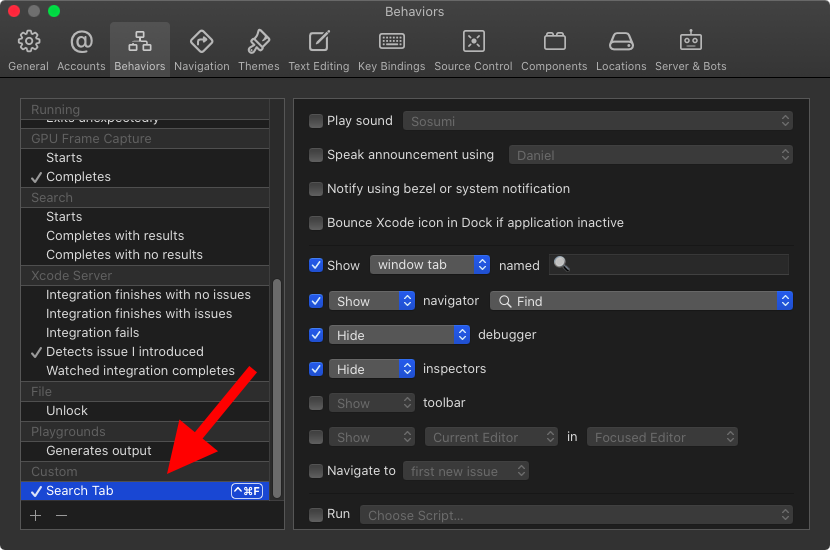 Behaviors
General Accounts Behaviors Navigation Themes Text Editing Key Bindings Source Control Components Locations Server & Bots
Running
Exits unexpectedly
GPU Frame Capture
Starts
Completes
Search
Starts
Completes with results
Completes with no results
Xcode Server
Integration finishes with no issues
Integration finishes with issues
Integration fails
Detects issue I introduced
Watched integration completes
File
Unlock
Playgrounds
Generates output
Custom
Search Tab ^⌘F
+ −
Play sound Sosumi
Speak announcement using Daniel
Notify using bezel or system notification
Bounce Xcode icon in Dock if application inactive
Show window tab named 🔍
Show navigator Find
Hide debugger
Hide inspectors
Show toolbar
Show Current Editor in Focused Editor
Navigate to first new issue
Run Choose Script...